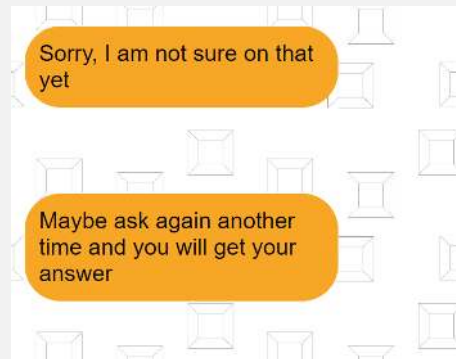 Sorry, I am not sure on that
yet
Maybe ask again another
time and you will get your
answer